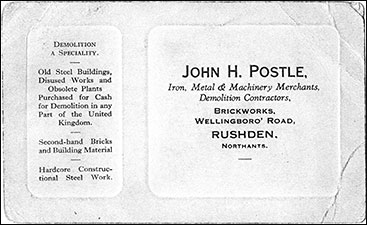 DEMOLITION
A SPECIALITY.
Old Steel Buildings,
Disused Works and
Obsolete Plants
Purchased for Cash
for Demolition in any
Part of the United
Kingdom.
Second-hand Bricks
and Building Material
Hardcore Construc-
tional Steel Work.
JOHN H. POSTLE,
Iron, Metal & Machinery Merchants,
Demolition Contractors,
BRICKWORKS,
WELLINGBORO' ROAD,
RUSHDEN,
NORTHANTS.